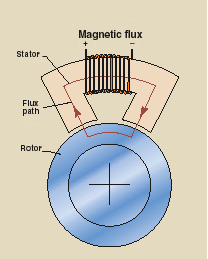 Magnetic flux
+ –
Stator
Flux
path
Rotor